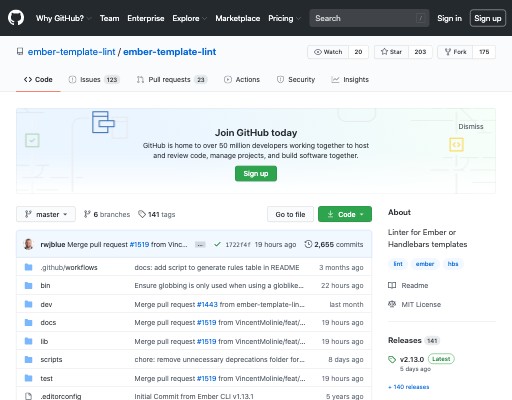 Why GitHub? Team Enterprise Explore Marketplace Pricing Search / Sign in Sign up
ember-template-lint / ember-template-lint
Watch 20 Star 203 Fork 175
Code Issues 123 Pull requests 23 Actions Security Insights
Join GitHub today
Dismiss
GitHub is home to over 50 million developers working together to host
and review code, manage projects, and build software together.
Sign up
master 6 branches 141 tags Go to file Code
rwjblue Merge pull request #1519 from Vinc... ... 1722f4f 19 hours ago 2,655 commits
.github/workflows docs: add script to generate rules table in README 3 months ago
bin Ensure globbing is only used when using a globlike... 22 hours ago
dev Merge pull request #1443 from ember-template-lin... last month
docs Merge pull request #1519 from VincentMolinie/feat/... 19 hours ago
lib Merge pull request #1519 from VincentMolinie/feat/... 19 hours ago
scripts chore: remove unnecessary deprecations folder for... 8 days ago
test Merge pull request #1519 from VincentMolinie/feat/... 19 hours ago
.editorconfig Initial Commit from Ember CLI v1.13.1 5 years ago
About
Linter for Ember or
Handlebars templates
lint ember hbs
Readme
MIT License
Releases 141
v2.13.0 Latest
5 days ago
+ 140 releases